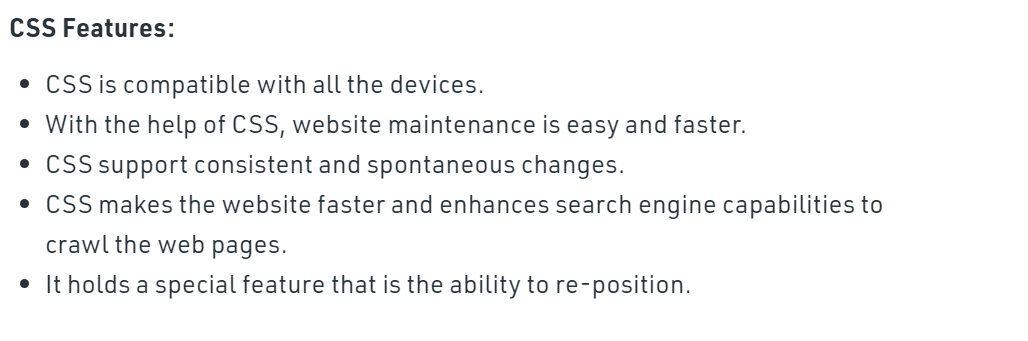 CSS Features:
• CSS is compatible with all the devices.
• With the help of CSS, website maintenance is easy and faster.
• CSS support consistent and spontaneous changes.
• CSS makes the website faster and enhances search engine capabilities to
crawl the web pages.
• It holds a special feature that is the ability to re-position.